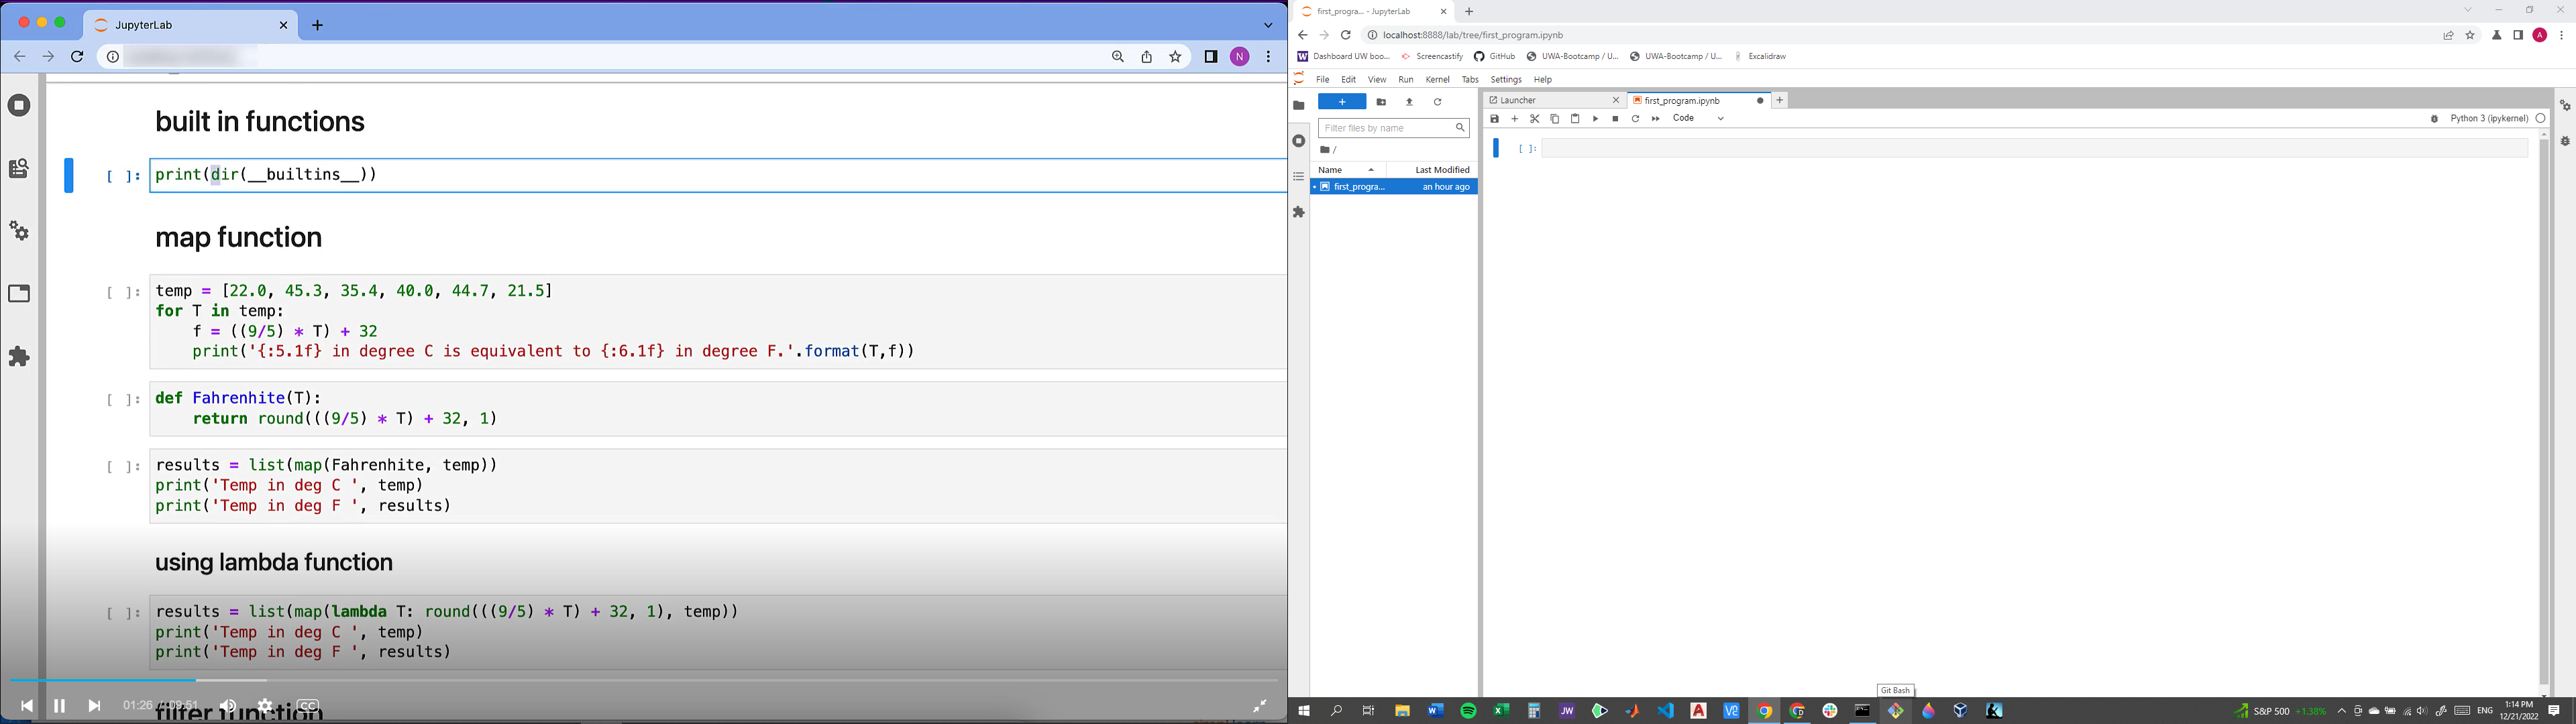 JupyterLab
N
built in functions
[ ]: print(dir(__builtins__))
map function
[ ]: temp = [22.0, 45.3, 35.4, 40.0, 44.7, 21.5]
for T in temp:
f = ((9/5) * T) + 32
print('{:5.1f} in degree C is equivalent to {:6.1f} in degree F.'.format(T,f))
[ ]: def Fahrenhite(T):
return round(((9/5) * T) + 32, 1)
[ ]: results = list(map(Fahrenhite, temp))
print('Temp in deg C ', temp)
print('Temp in deg F ', results)
using lambda function
[ ]: results = list(map(lambda T: round(((9/5) * T) + 32, 1), temp))
print('Temp in deg C ', temp)
print('Temp in deg F ', results)
filter function
01:26 / 09:51
CC
first_progra... - JupyterLab
localhost:8888/lab/tree/first_program.ipynb
A
Dashboard UW boo... Screencastify GitHub UWA-Bootcamp / U... UWA-Bootcamp / U... Excalidraw
File Edit View Run Kernel Tabs Settings Help
Filter files by name
/
Name Last Modified
first_progra... an hour ago
Launcher first_program.ipynb
Code Python 3 (ipykernel)
[ ]:
Git Bash
JW
S&P 500 +1.38% ENG 1:14 PM
12/21/2022